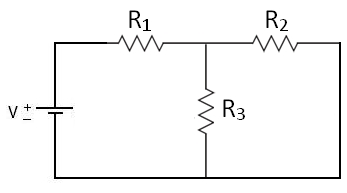 R₁
R₂
R₃
V +
−